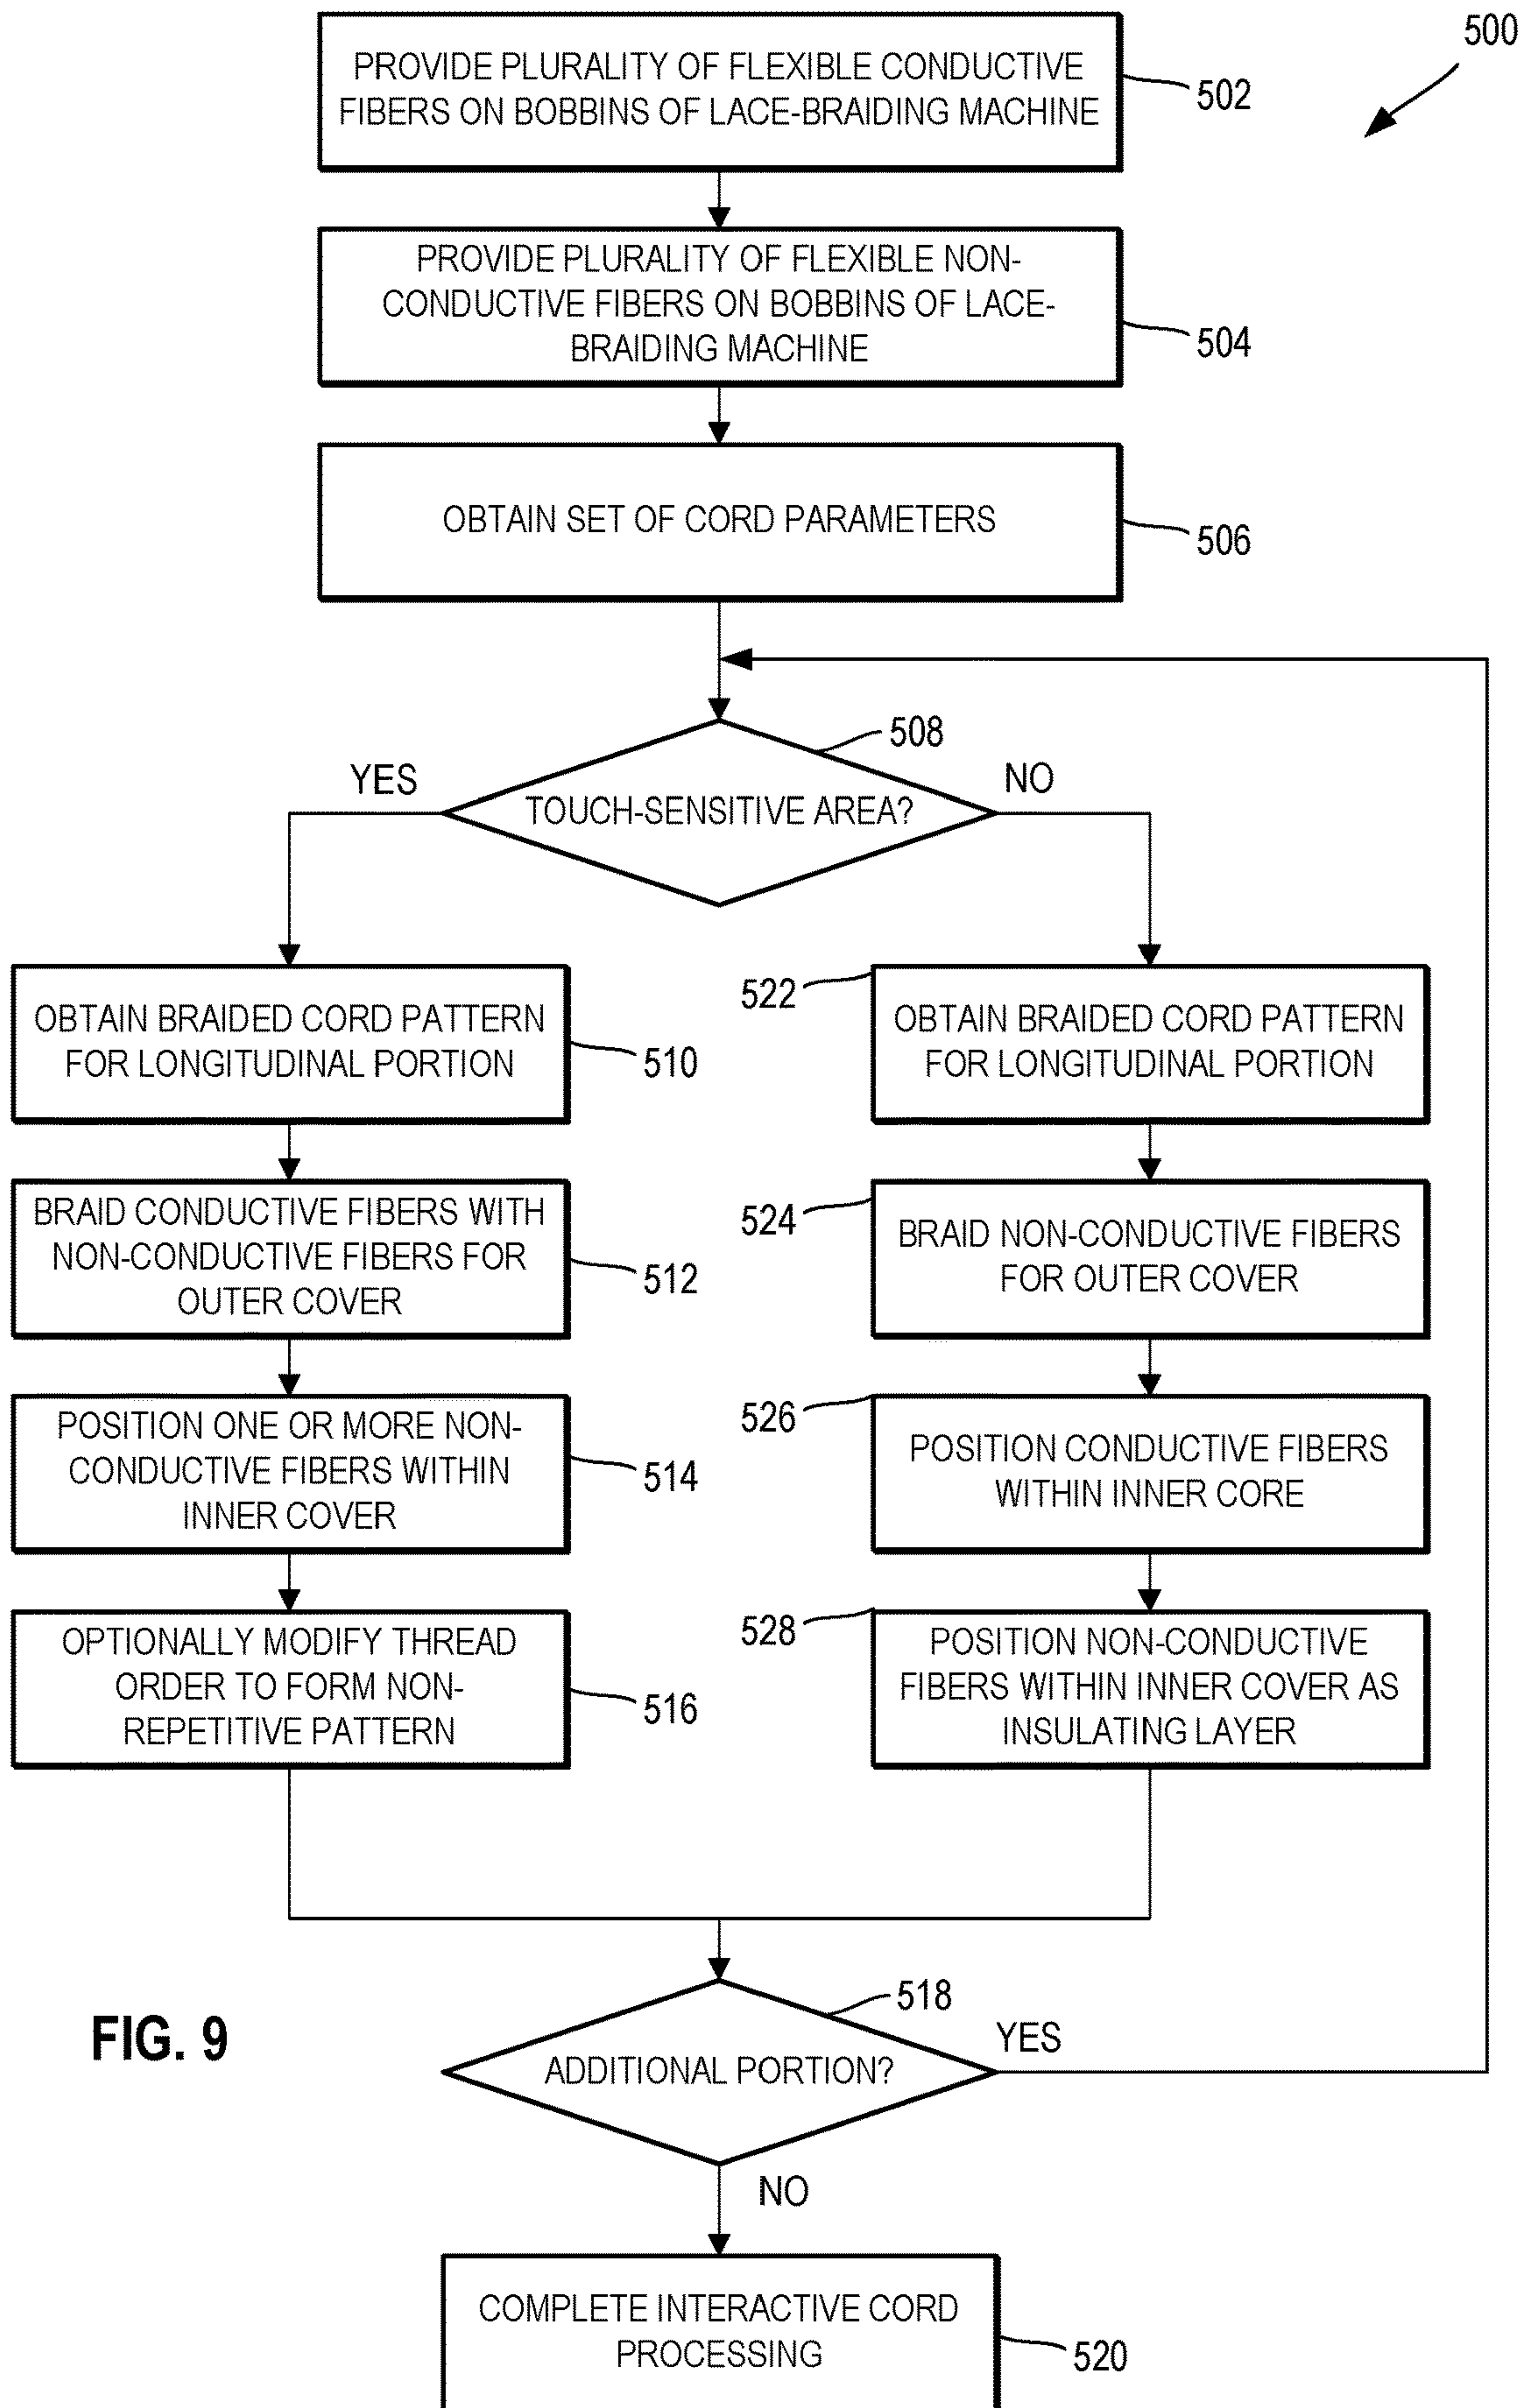 500
PROVIDE PLURALITY OF FLEXIBLE CONDUCTIVE
FIBERS ON BOBBINS OF LACE-BRAIDING MACHINE
502
PROVIDE PLURALITY OF FLEXIBLE NON-
CONDUCTIVE FIBERS ON BOBBINS OF LACE-
BRAIDING MACHINE
504
OBTAIN SET OF CORD PARAMETERS
506
508
YES
NO
TOUCH-SENSITIVE AREA?
OBTAIN BRAIDED CORD PATTERN
FOR LONGITUDINAL PORTION
510
BRAID CONDUCTIVE FIBERS WITH
NON-CONDUCTIVE FIBERS FOR
OUTER COVER
512
POSITION ONE OR MORE NON-
CONDUCTIVE FIBERS WITHIN
INNER COVER
514
OPTIONALLY MODIFY THREAD
ORDER TO FORM NON-
REPETITIVE PATTERN
516
522
OBTAIN BRAIDED CORD PATTERN
FOR LONGITUDINAL PORTION
524
BRAID NON-CONDUCTIVE FIBERS
FOR OUTER COVER
526
POSITION CONDUCTIVE FIBERS
WITHIN INNER CORE
528
POSITION NON-CONDUCTIVE
FIBERS WITHIN INNER COVER AS
INSULATING LAYER
518
YES
ADDITIONAL PORTION?
NO
COMPLETE INTERACTIVE CORD
PROCESSING
520
FIG. 9